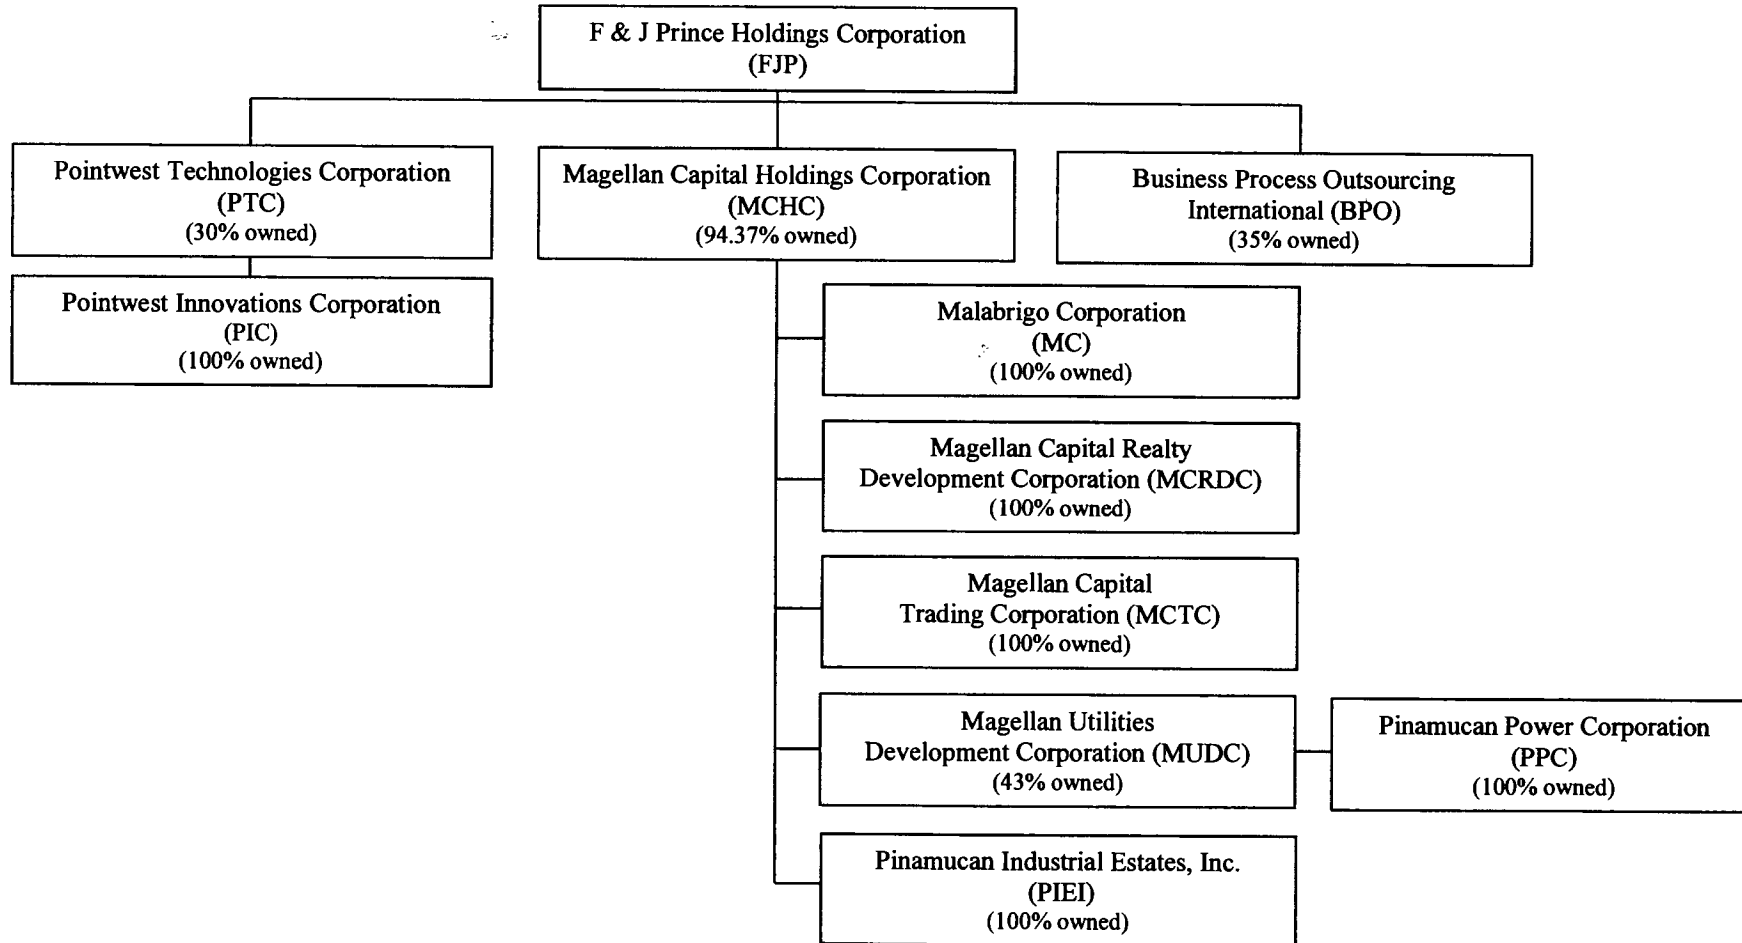 F & J Prince Holdings Corporation
(FJP)
Pointwest Technologies Corporation
(PTC)
(30% owned)
Magellan Capital Holdings Corporation
(MCHC)
(94.37% owned)
Business Process Outsourcing
International (BPO)
(35% owned)
Pointwest Innovations Corporation
(PIC)
(100% owned)
Malabrigo Corporation
(MC)
(100% owned)
Magellan Capital Realty
Development Corporation (MCRDC)
(100% owned)
Magellan Capital
Trading Corporation (MCTC)
(100% owned)
Magellan Utilities
Development Corporation (MUDC)
(43% owned)
Pinamucan Power Corporation
(PPC)
(100% owned)
Pinamucan Industrial Estates, Inc.
(PIEI)
(100% owned)